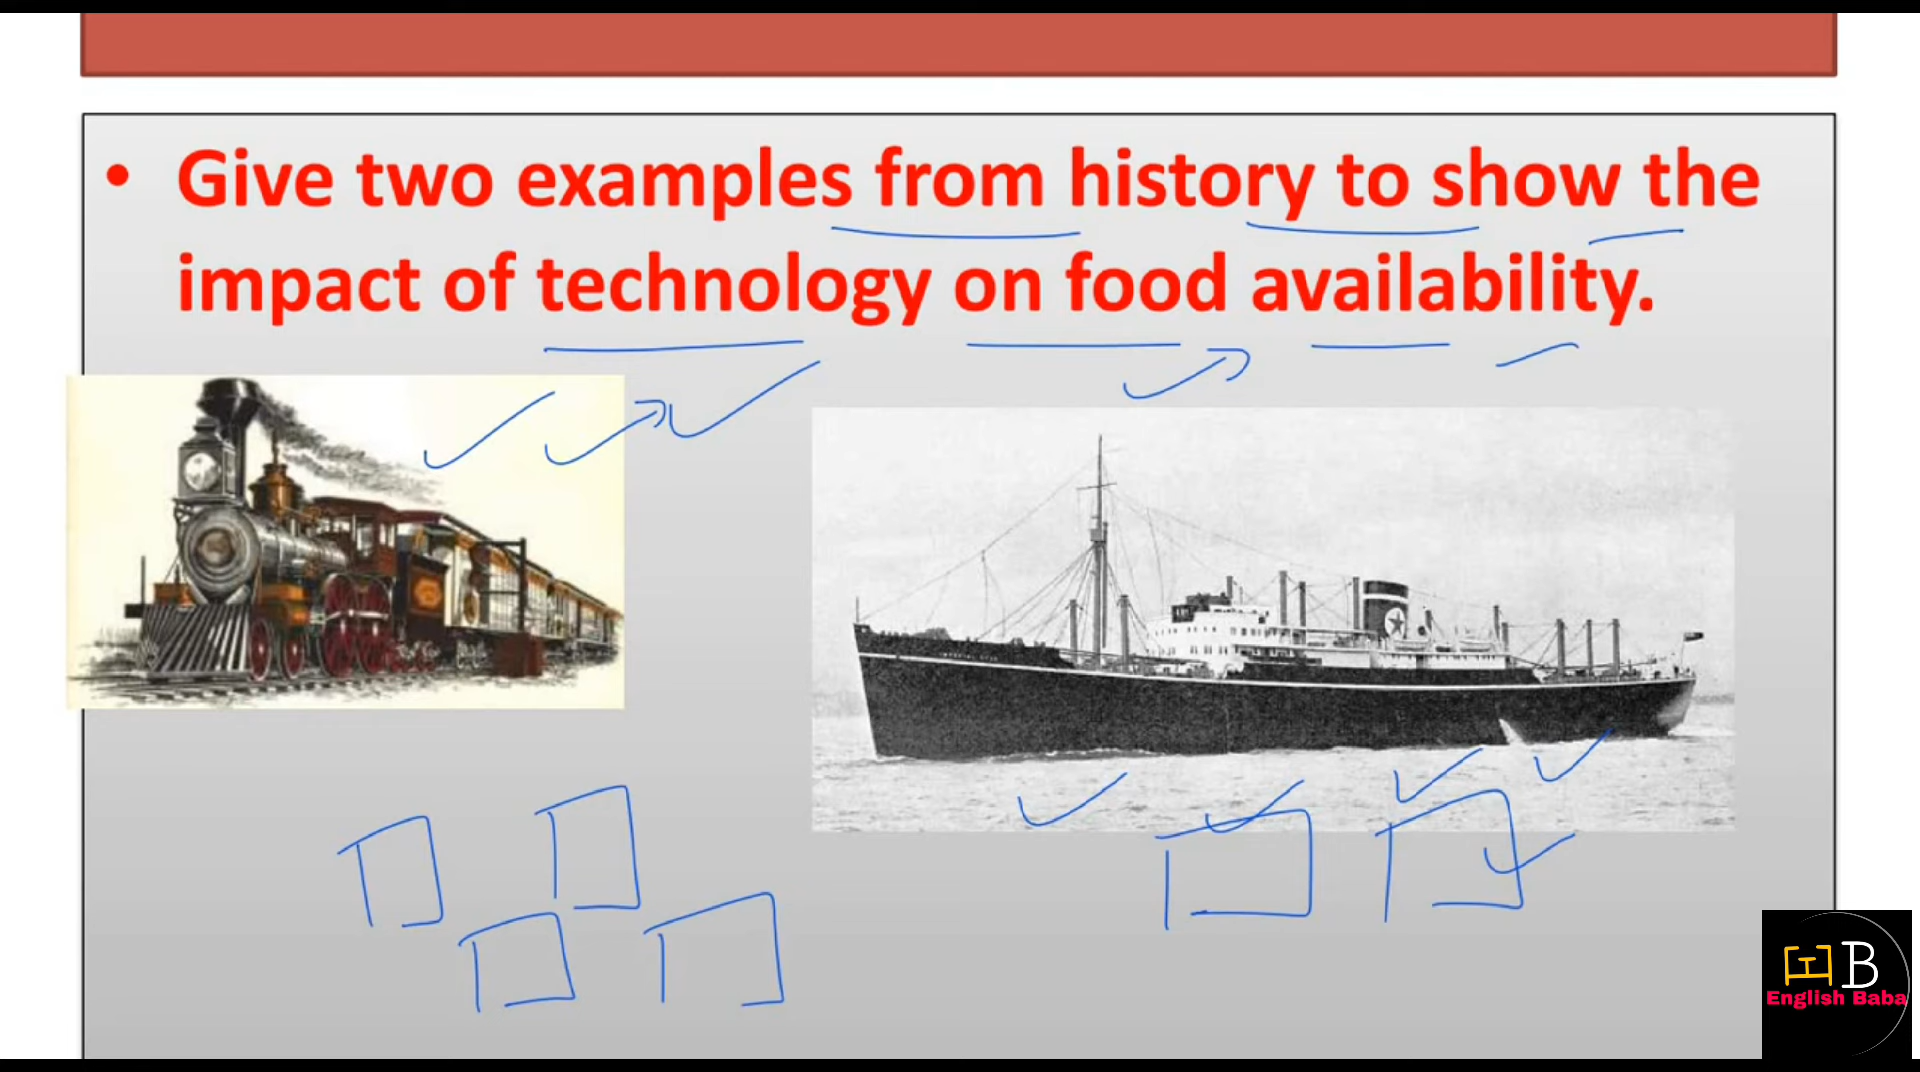 • Give two examples from history to show the
impact of technology on food availability.
B
English Baba